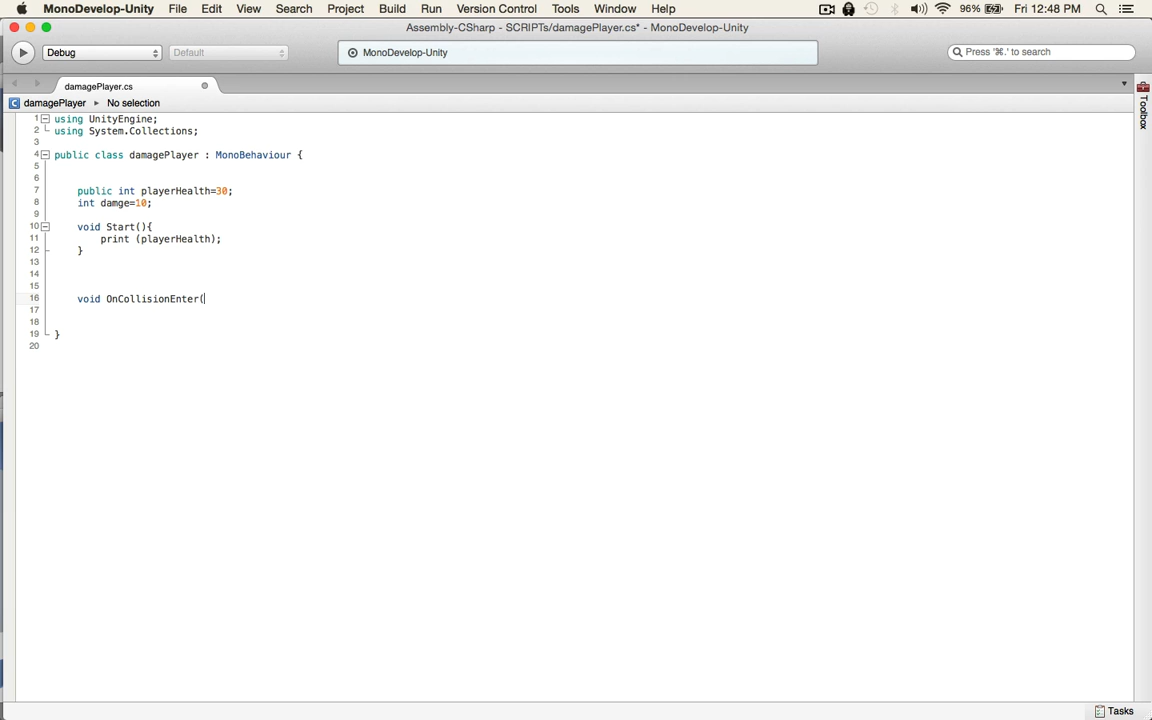 MonoDevelop-Unity File Edit View Search Project Build Run Version Control Tools Window Help 96% Fri 12:48 PM
Assembly-CSharp - SCRIPTs/damagePlayer.cs* - MonoDevelop-Unity
Debug Default MonoDevelop-Unity Press '⌘.' to search
damagePlayer.cs
damagePlayer ▸ No selection
Toolbox
1 using UnityEngine;
2 using System.Collections;
3
4 public class damagePlayer : MonoBehaviour {
5
6
7 public int playerHealth=30;
8 int damge=10;
9
10 void Start(){
11 print (playerHealth);
12 }
13
14
15
16 void OnCollisionEnter(
17
18
19 }
20
Tasks